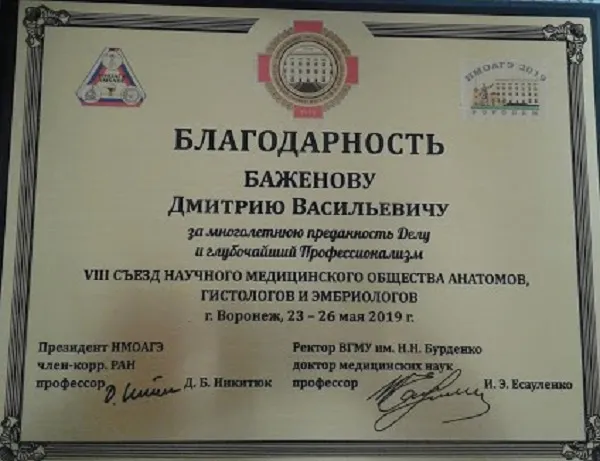 НМОАГЭ 2019
ВОРОНЕЖ
БЛАГОДАРНОСТЬ
БАЖЕНОВУ
ДМИТРИЮ ВАСИЛЬЕВИЧУ
за многолетнюю преданность Делу
и глубочайший Профессионализм
VIII СЪЕЗД НАУЧНОГО МЕДИЦИНСКОГО ОБЩЕСТВА АНАТОМОВ,
ГИСТОЛОГОВ И ЭМБРИОЛОГОВ
г. Воронеж, 23 – 26 мая 2019 г.
Президент НМОАГЭ
член-корр. РАН
профессор Д. Б. Никитюк
Ректор ВГМУ им. Н.Н. Бурденко
доктор медицинских наук
профессор И. Э. Есауленко